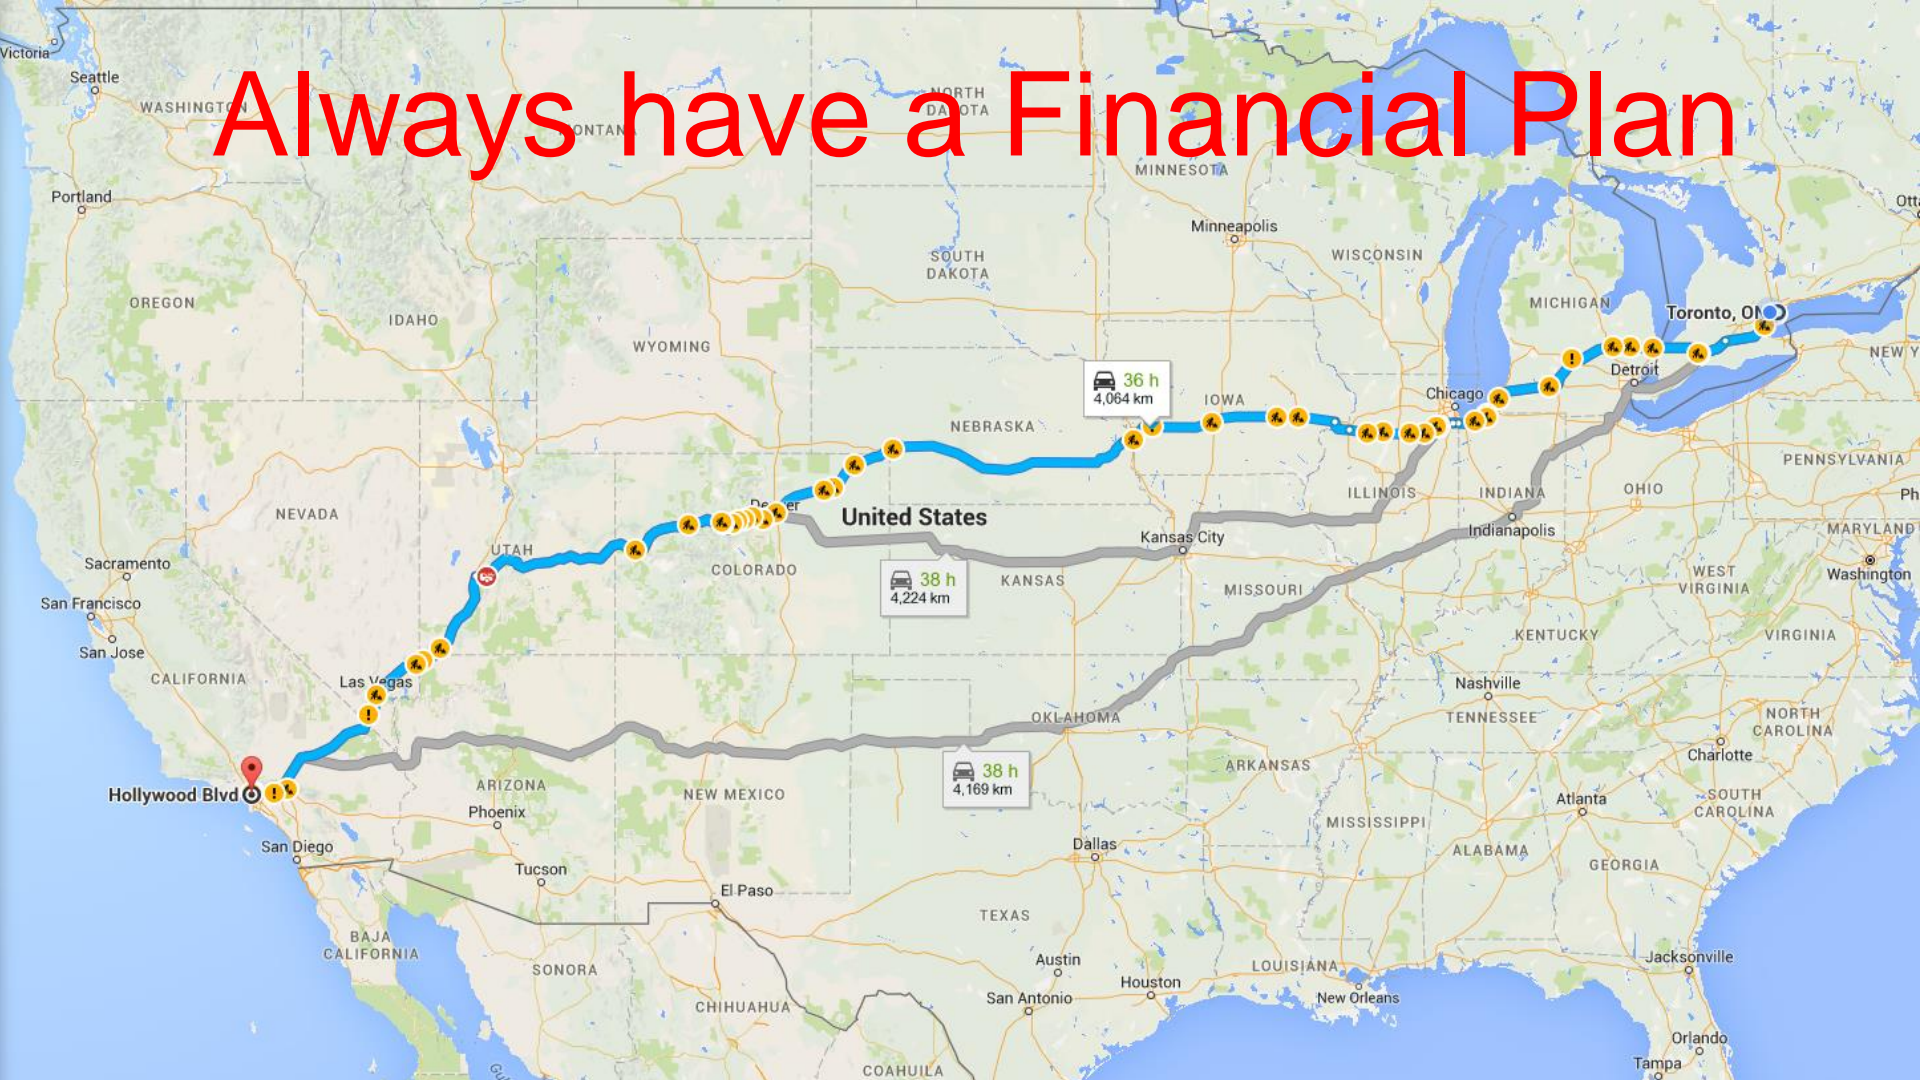 Always have a Financial Plan
Victoria
Seattle
WASHINGTON
MONTANA
NORTH
DAKOTA
MINNESOTA
Portland
Minneapolis
WISCONSIN
SOUTH
DAKOTA
OREGON
IDAHO
MICHIGAN
Toronto, ON
WYOMING
NEW Y
Detroit
36 h
4,064 km
Chicago
IOWA
NEBRASKA
PENNSYLVANIA
ILLINOIS
INDIANA
OHIO
Ph
NEVADA
Denver
United States
MARYLAND
Indianapolis
Kansas City
UTAH
Sacramento
COLORADO
38 h
4,224 km
KANSAS
MISSOURI
WEST
VIRGINIA
Washington
San Francisco
KENTUCKY
VIRGINIA
San Jose
CALIFORNIA
Las Vegas
Nashville
TENNESSEE
OKLAHOMA
NORTH
CAROLINA
Charlotte
38 h
4,169 km
ARKANSAS
Hollywood Blvd
ARIZONA
NEW MEXICO
Phoenix
Atlanta
SOUTH
CAROLINA
MISSISSIPPI
San Diego
Dallas
ALABAMA
GEORGIA
Tucson
El Paso
TEXAS
BAJA
CALIFORNIA
Austin
LOUISIANA
Jacksonville
SONORA
Houston
San Antonio
New Orleans
CHIHUAHUA
Orlando
Tampa
COAHUILA